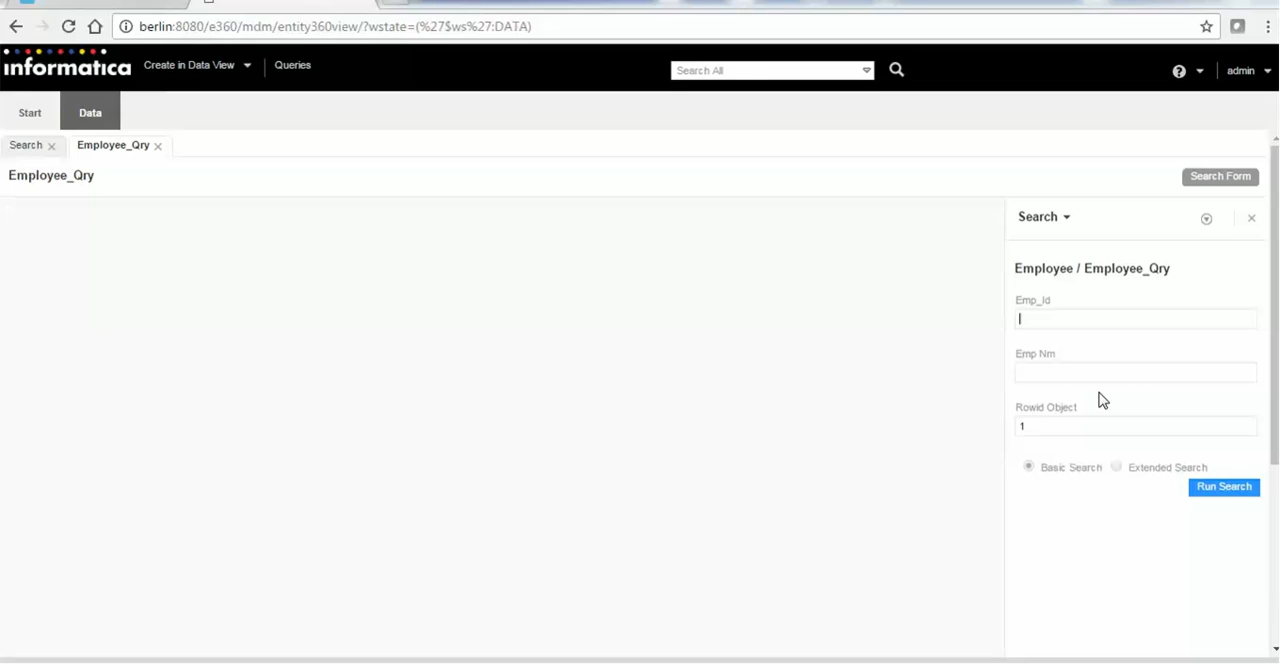 berlin:8080/e360/mdm/entity360view/?wstate=(%27$ws%27:DATA)
informatica Create in Data View Queries Search All ? admin
Start Data
Search Employee_Qry
Employee_Qry Search Form
Search
Employee / Employee_Qry
Emp_Id
Emp Nm
Rowid Object
1
Basic Search Extended Search
Run Search